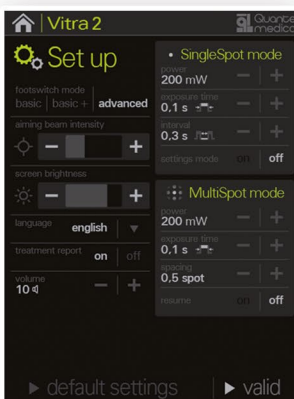 Vitra 2
Quantel medical
Set up
footswitch mode
basic | basic + | advanced
aiming beam intensity
− +
screen brightness
− +
language english
treatment report on | off
volume
10 − +
SingleSpot mode
power
200 mW − +
exposure time
0,1 s − +
interval
0,3 s − +
settings mode on off
MultiSpot mode
power
200 mW − +
exposure time
0,1 s − +
spacing
0,5 spot − +
resume on off
default settings
valid